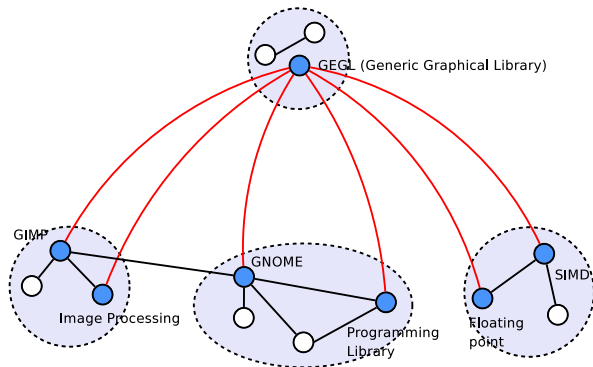 GEGL (Generic Graphical Library)
GIMP
GNOME
SIMD
Image Processing
Programming
Library
Floating
point